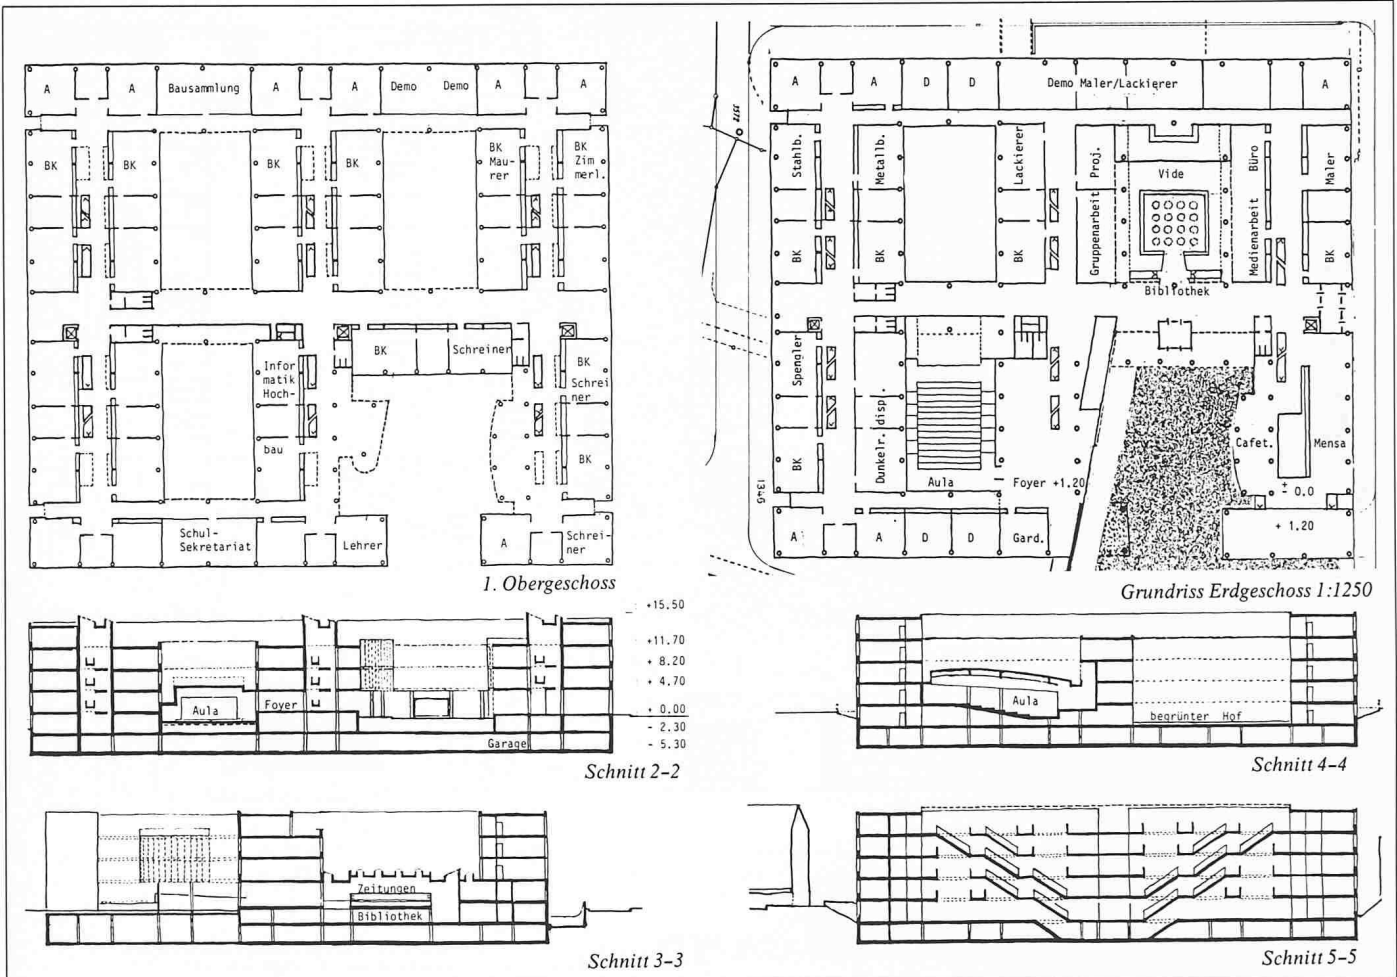 A
A
Bausammlung
A
A
Demo
Demo
A
A
BK
BK
BK
BK
BK
Mau-
rer
BK
Zim
merl.
BK
Schreiner
Infor
matik
Hoch-
bau
BK
Schrei
ner
BK
Schul-
Sekretariat
Lehrer
A
Schrei-
ner
1. Obergeschoss
A
A
D
D
Demo Maler/Lackierer
A
Stahlb.
Metallb.
Lackierer
Proj.
Vide
Büro
Maler
BK
BK
BK
Gruppenarbeit
Medienarbeit
BK
Bibliothek
Spengler
BK
Dunkelr. disp.
Aula
Foyer +1.20
Cafet.
Mensa
± 0,0
+ 1.20
1346
A
A
D
D
Gard.
Grundriss Erdgeschoss 1:1250
+15.50
+11.70
+ 8.20
+ 4.70
± 0.00
- 2.30
- 5.30
Aula
Foyer
Garage
Schnitt 2-2
Aula
begrünter Hof
Schnitt 4-4
Zeitungen
Bibliothek
Schnitt 3-3
Schnitt 5-5